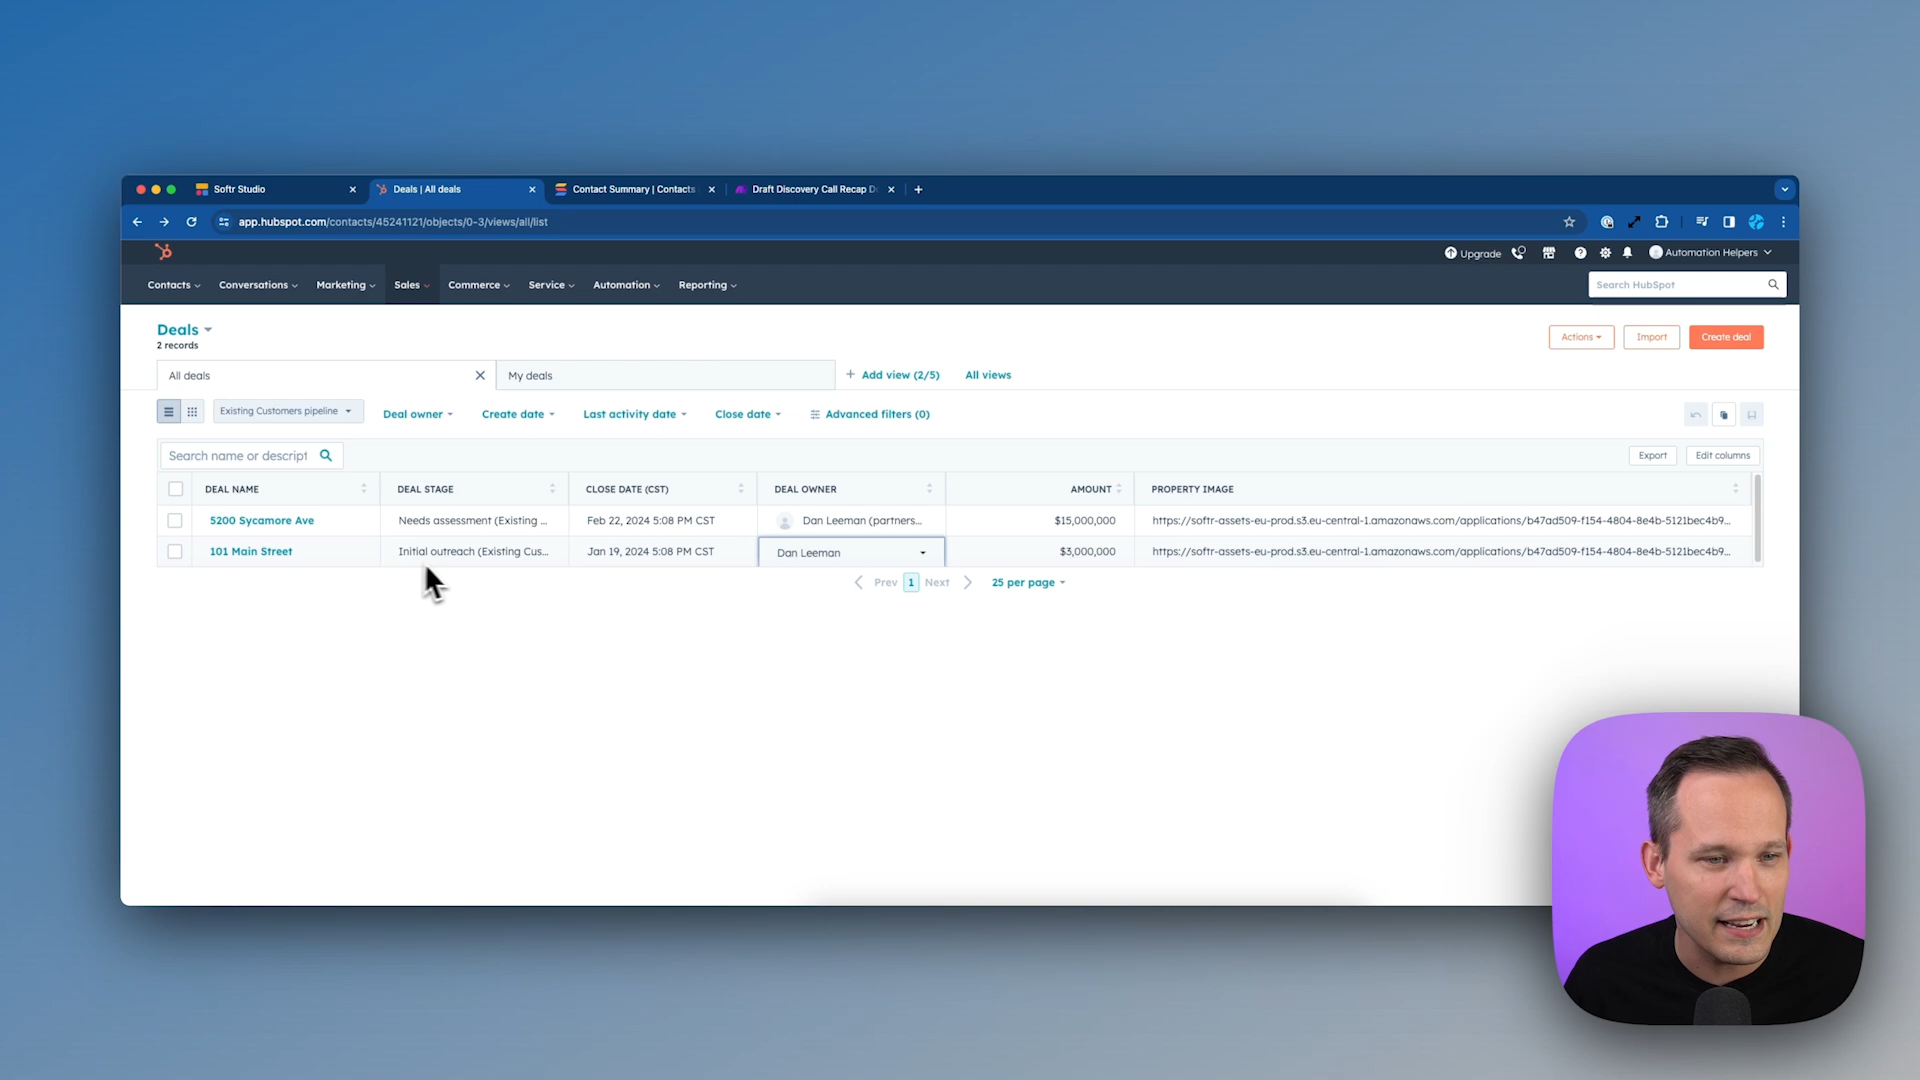 Softr Studio
Deals | All deals
Contact Summary | Contacts
Draft Discovery Call Recap Do
app.hubspot.com/contacts/45241121/objects/0-3/views/all/list
Upgrade
Automation Helpers
Contacts
Conversations
Marketing
Sales
Commerce
Service
Automation
Reporting
Search HubSpot
Deals
2 records
Actions
Import
Create deal
All deals
My deals
Add view (2/5)
All views
Existing Customers pipeline
Deal owner
Create date
Last activity date
Close date
Advanced filters (0)
Search name or descript
Export
Edit columns
DEAL NAME
DEAL STAGE
CLOSE DATE (CST)
DEAL OWNER
AMOUNT
PROPERTY IMAGE
5200 Sycamore Ave
Needs assessment (Existing ...
Feb 22, 2024 5:08 PM CST
Dan Leeman (partners...
$15,000,000
https://softr-assets-eu-prod.s3.eu-central-1.amazonaws.com/applications/b47ad509-f154-4804-8e4b-5121bec4b9...
101 Main Street
Initial outreach (Existing Cus...
Jan 19, 2024 5:08 PM CST
Dan Leeman
$3,000,000
https://softr-assets-eu-prod.s3.eu-central-1.amazonaws.com/applications/b47ad509-f154-4804-8e4b-5121bec4b9...
Prev
1
Next
25 per page